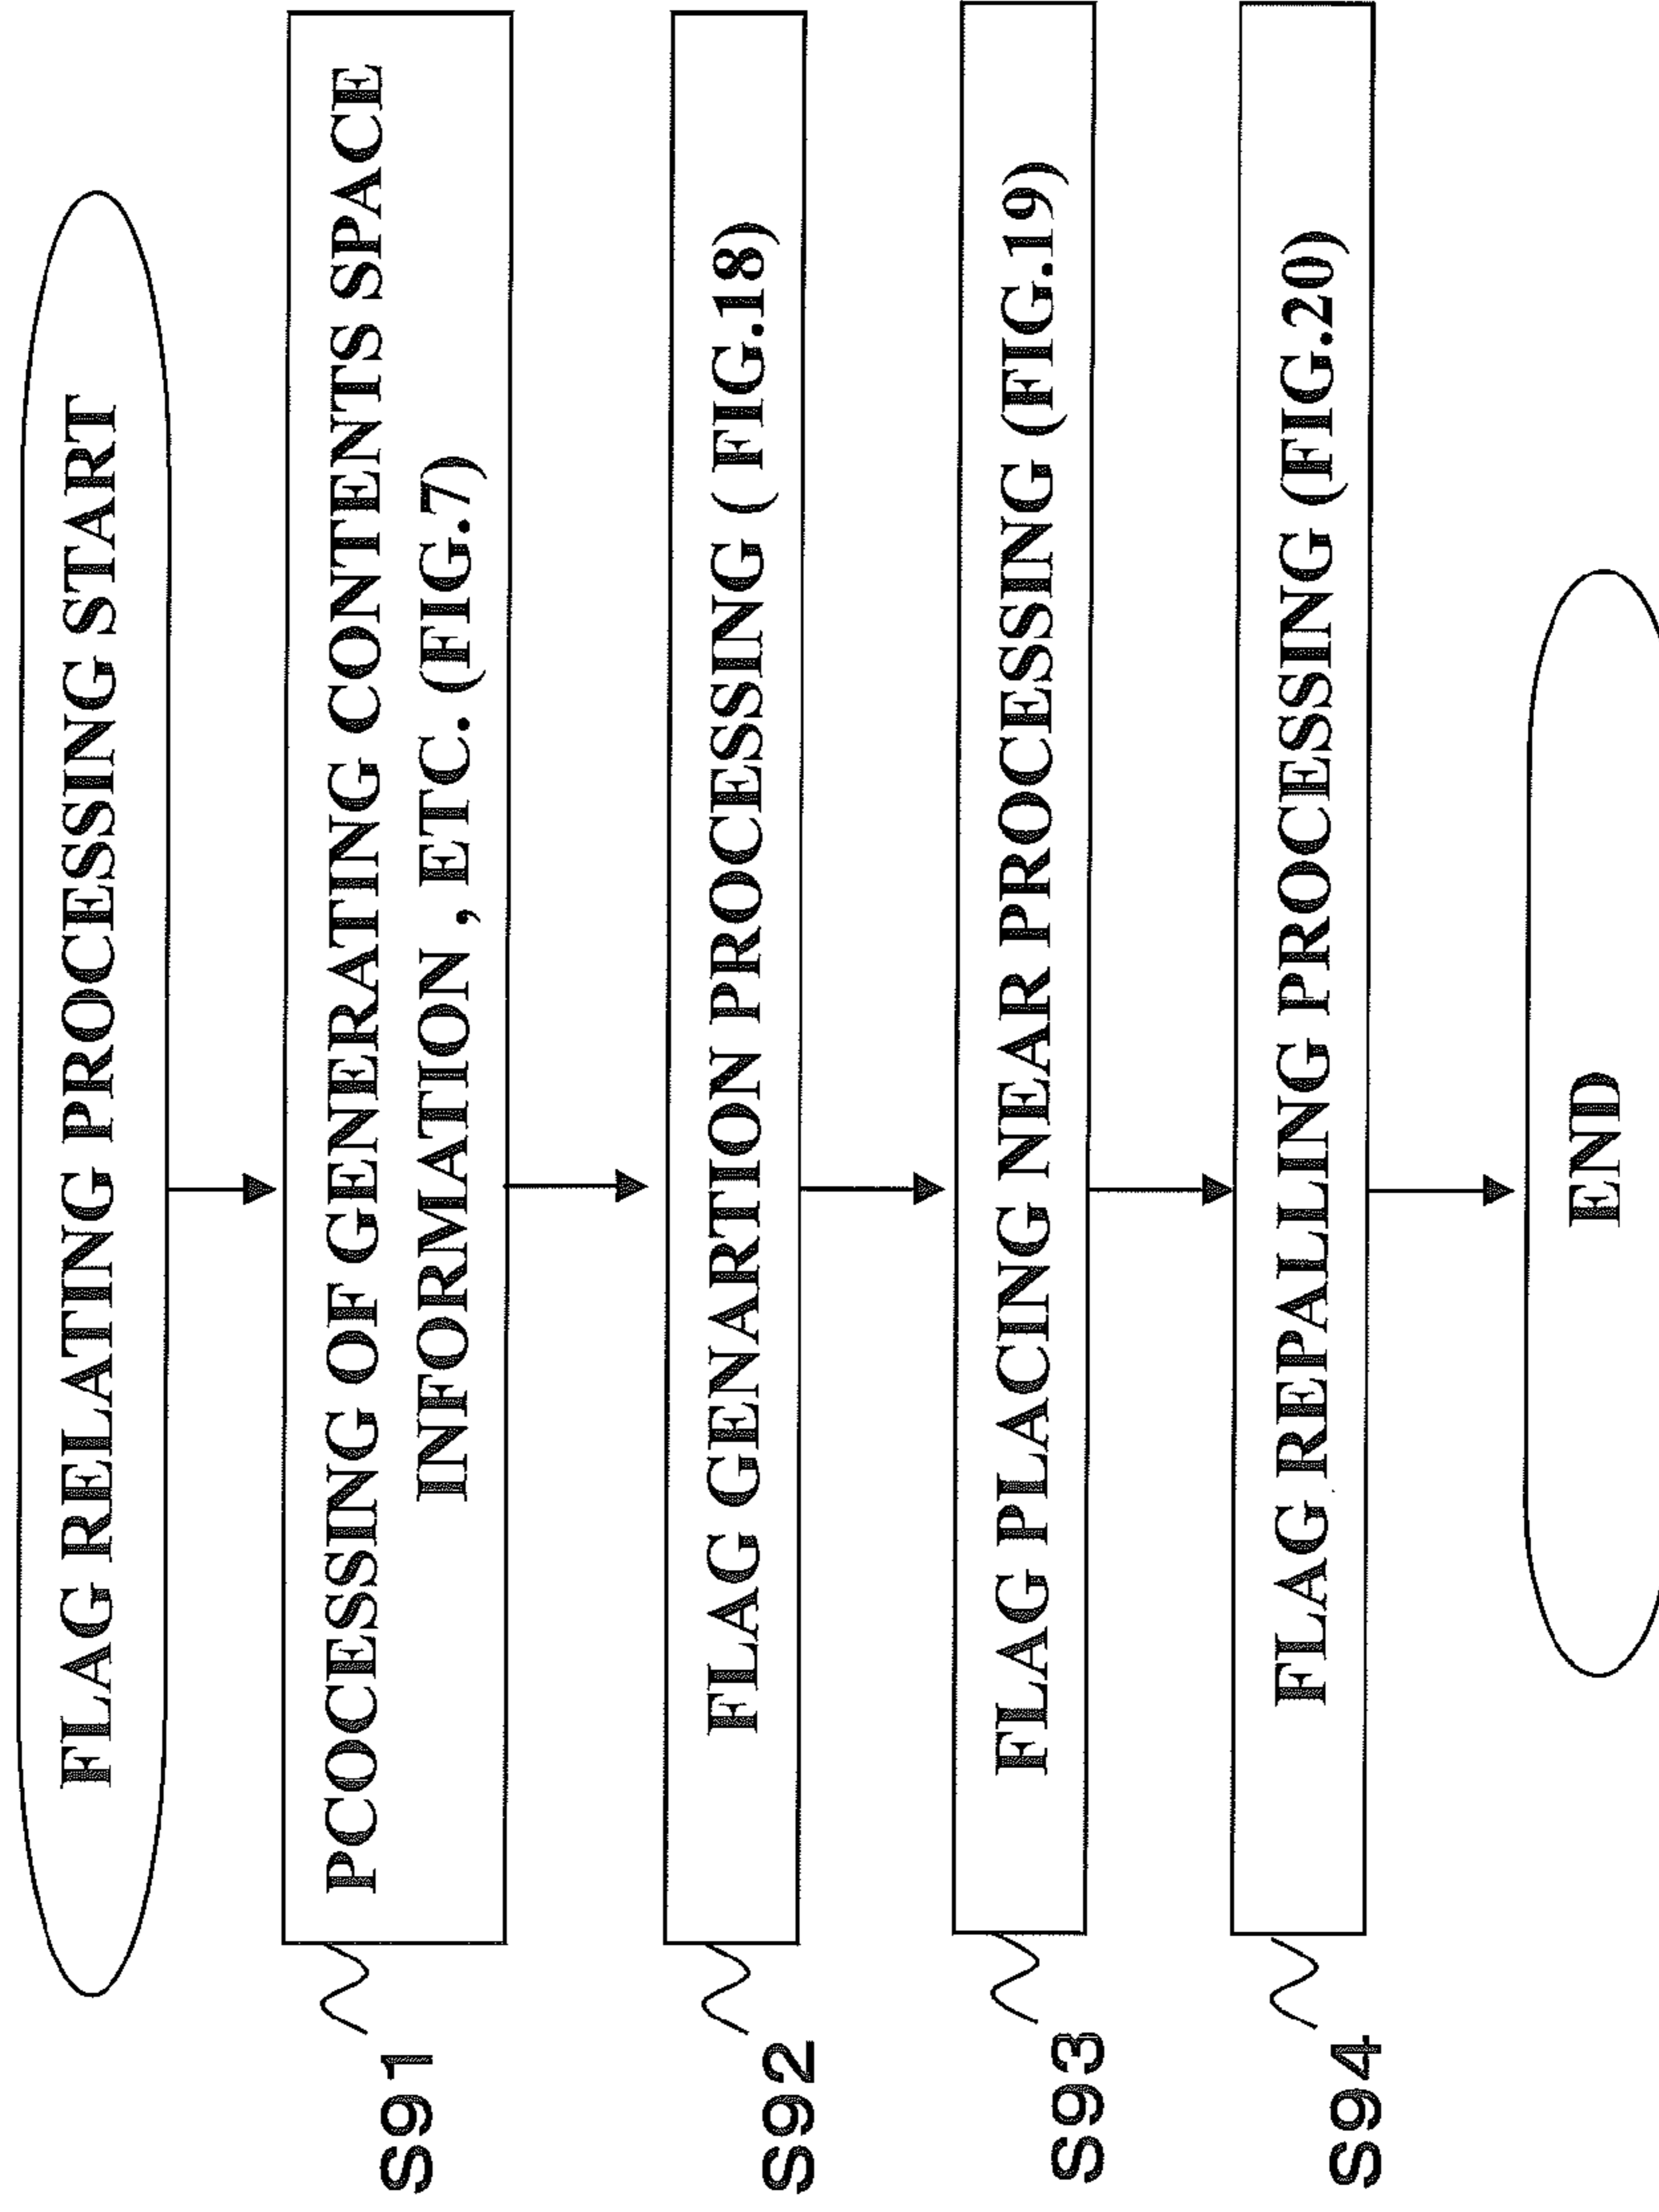 FLAG RELATING PROCESSING START
S91
PCOCESSING OF GENERATING CONTENTS SPACE
INFORMATION , ETC. (FIG.7)
S92
FLAG GENARTION PROCESSING ( FIG.18)
S93
FLAG PLACING NEAR PROCESSING (FIG.19)
S94
FLAG REPALLING PROCESSING (FIG.20)
END